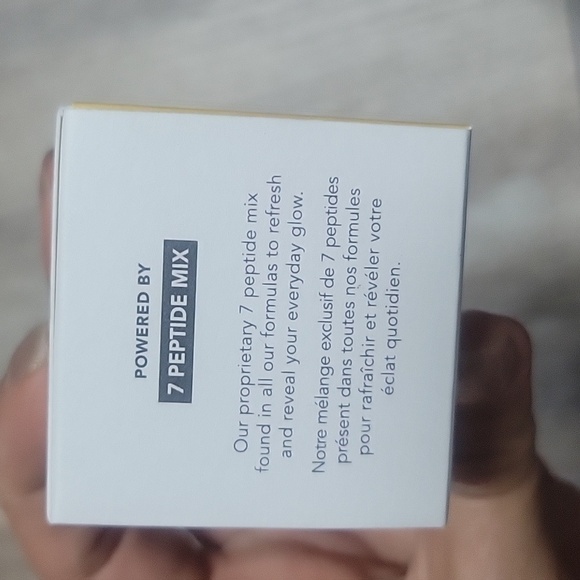 POWERED BY
7 PEPTIDE MIX
Our proprietary 7 peptide mix
found in all our formulas to refresh
and reveal your everyday glow.
Notre mélange exclusif de 7 peptides
présent dans toutes nos formules
pour rafraîchir et révéler votre
éclat quotidien.